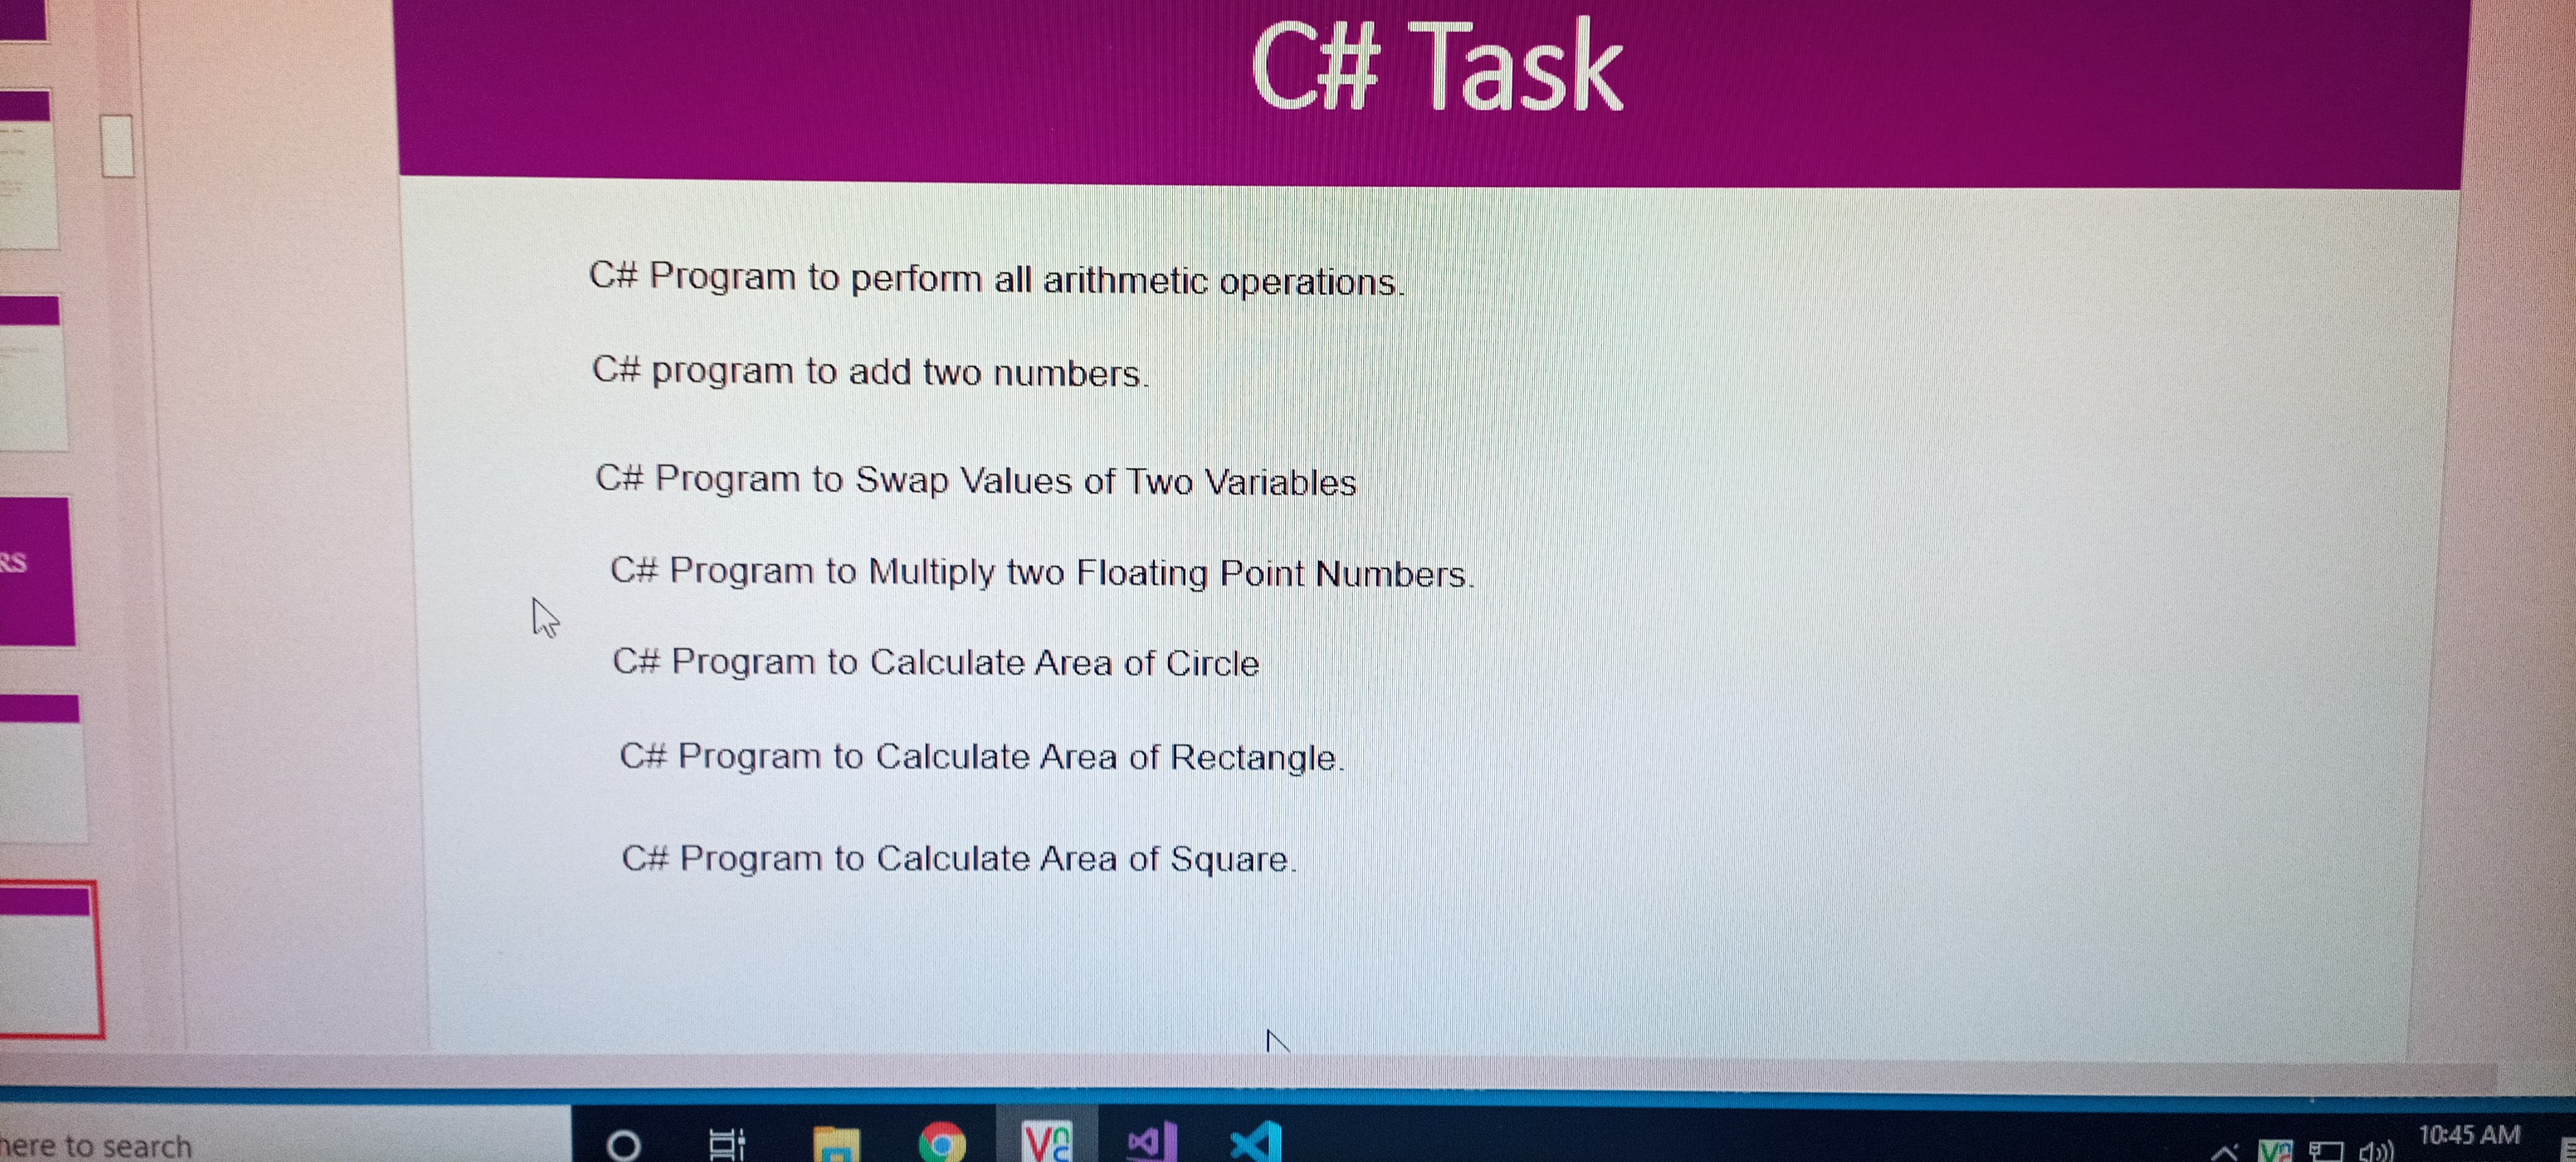 C# Task
C# Program to perform all arithmetic operations.
C# program to add two numbers.
C# Program to Swap Values of Two Variables
C# Program to Multiply two Floating Point Numbers.
RS
C# Program to Calculate Area of Circle
C# Program to Calculate Area of Rectangle.
C# Program to Calculate Area of Square.
here to search
10:45 AM